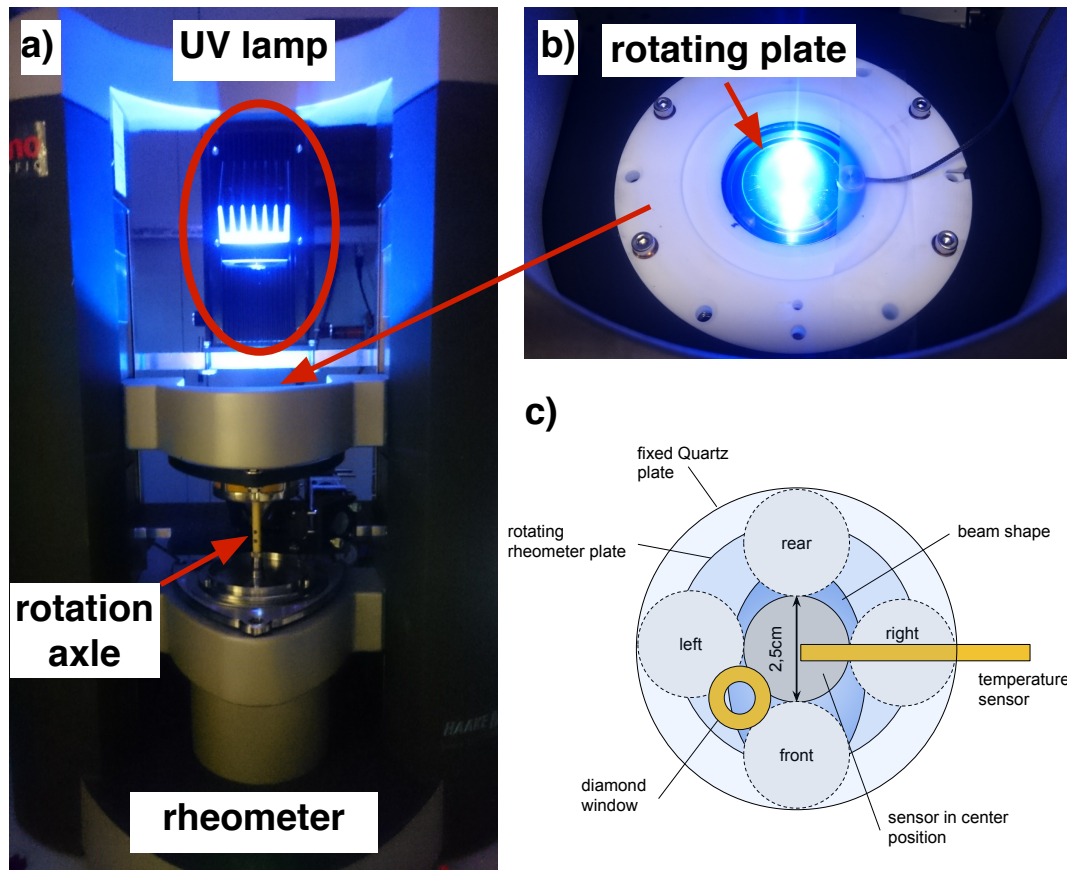 a)
UV lamp
rotation
axle
rheometer
HAAKE
b)
rotating plate
c)
fixed Quartz
plate
rear
beam shape
rotating
rheometer plate
left
2,5cm
right
temperature
sensor
front
diamond
window
sensor in center
position